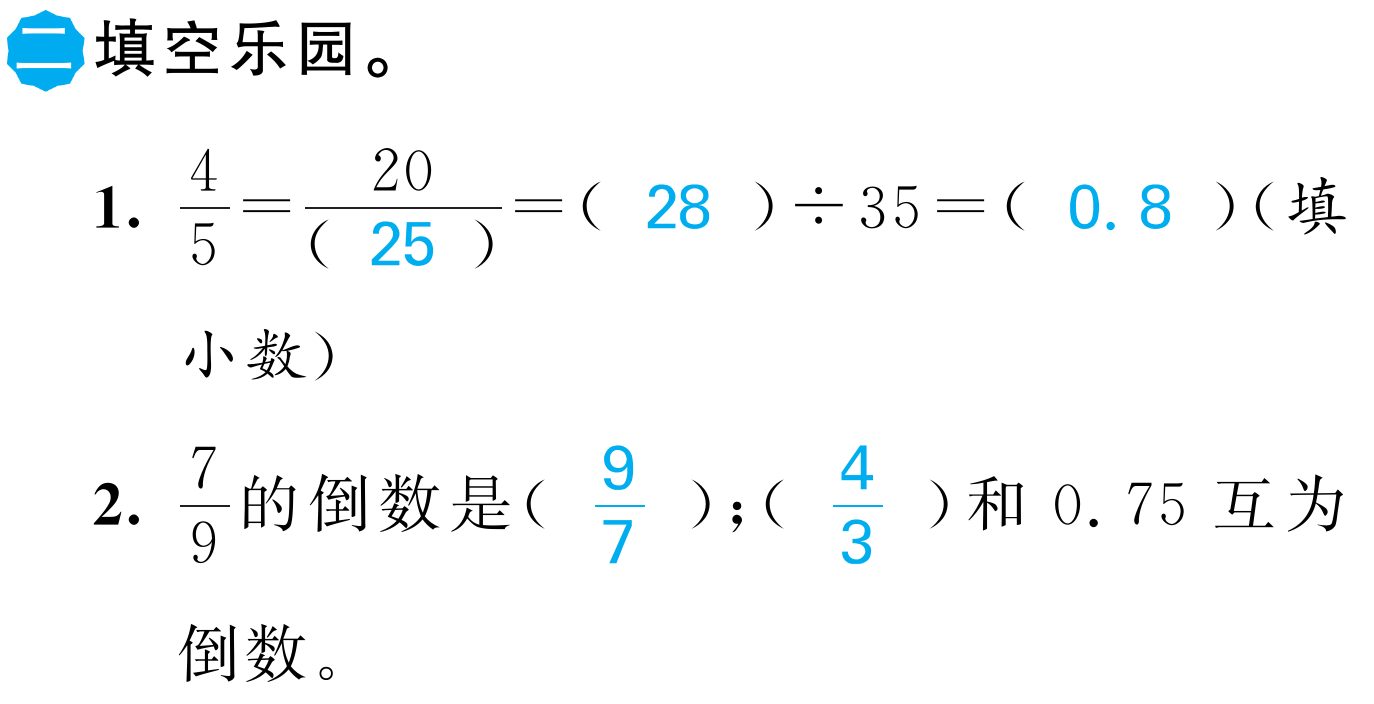 二 填空乐园。
1. 4/5=20/( 25 )=( 28 )÷35=( 0.8 )(填
小数)
2. 7/9的倒数是( 9/7 );( 4/3 )和 0.75 互为
倒数。